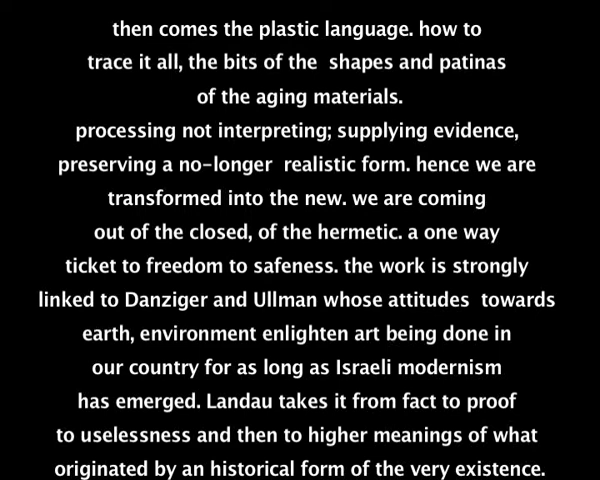 then comes the plastic language. how to
trace it all, the bits of the shapes and patinas
of the aging materials.
processing not interpreting; supplying evidence,
preserving a no-longer realistic form. hence we are
transformed into the new. we are coming
out of the closed, of the hermetic. a one way
ticket to freedom to safeness. the work is strongly
linked to Danziger and Ullman whose attitudes towards
earth, environment enlighten art being done in
our country for as long as Israeli modernism
has emerged. Landau takes it from fact to proof
to uselessness and then to higher meanings of what
originated by an historical form of the very existence.